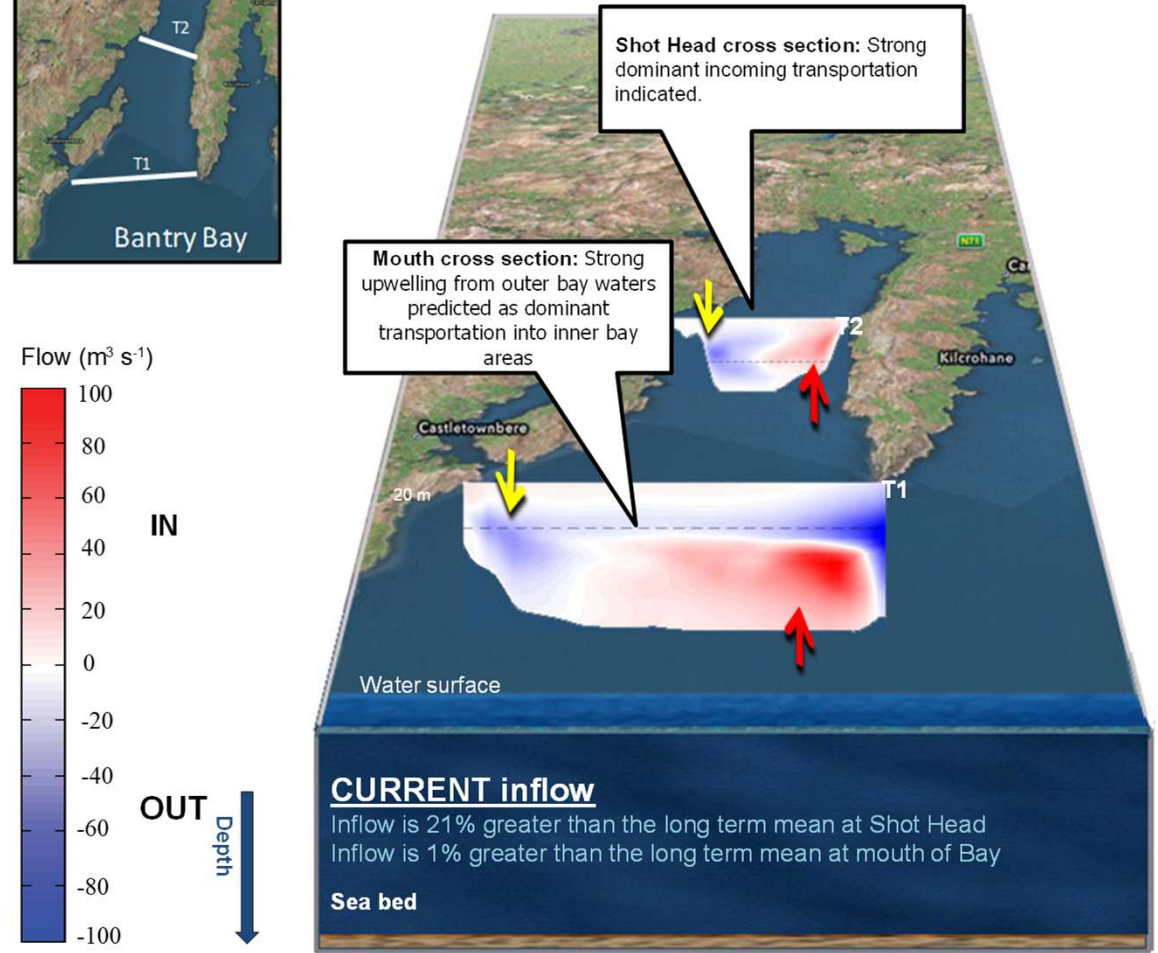 T2
T1
Bantry Bay
Shot Head cross section: Strong
dominant incoming transportation
indicated.
Mouth cross section: Strong
upwelling from outer bay waters
predicted as dominant
transportation into inner bay
areas
N71
Ca
T2
Kilcrohane
Castletownbere
20 m
T1
Flow (m³ s⁻¹)
100
80
60
40
20
0
-20
-40
-60
-80
-100
IN
OUT
Depth
Water surface
CURRENT inflow
Inflow is 21% greater than the long term mean at Shot Head
Inflow is 1% greater than the long term mean at mouth of Bay
Sea bed